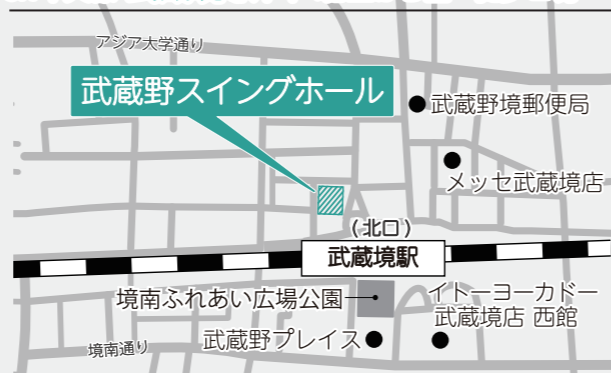 アジア大学通り
武蔵野スイングホール
武蔵野境郵便局
メッセ武蔵境店
(北口)
武蔵境駅
境南ふれあい広場公園
イトーヨーカドー
武蔵境店 西館
武蔵野プレイス
境南通り